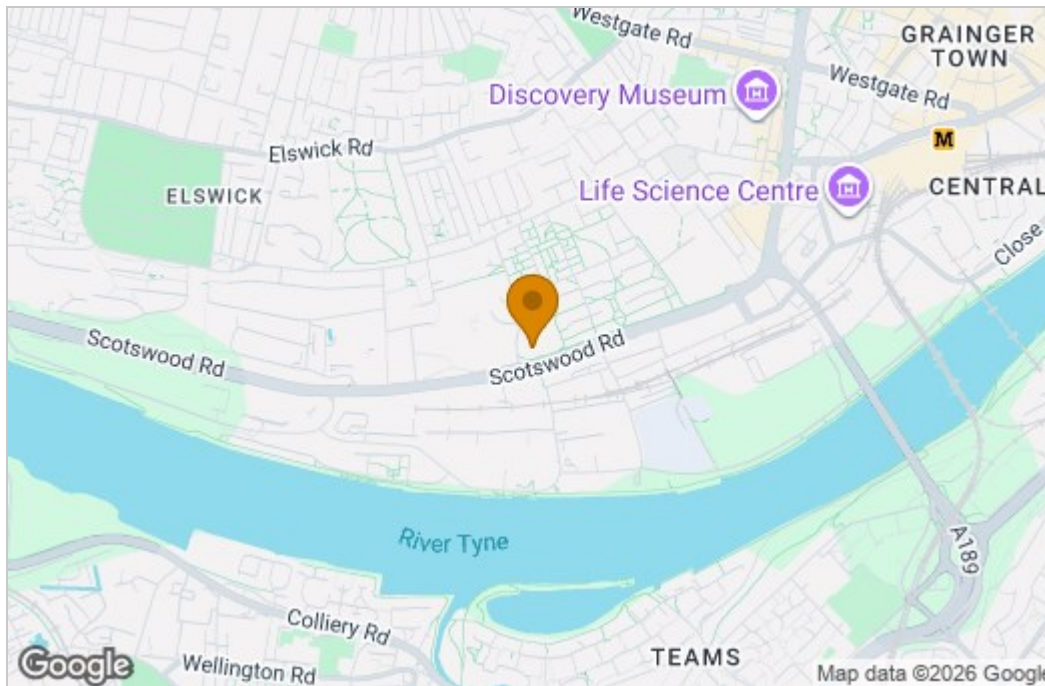 Westgate Rd
GRAINGER
TOWN
Westgate Rd
Discovery Museum
M
Elswick Rd
Life Science Centre
CENTRAL
ELSWICK
Close
Scotswood Rd
Scotswood Rd
River Tyne
A189
Colliery Rd
TEAMS
Wellington Rd
Google
Map data ©2026 Google